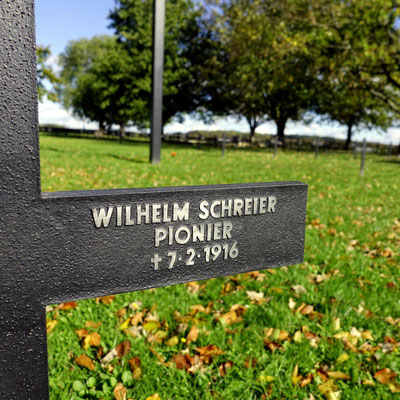 WILHELM SCHREIER
PIONIER
† 7·2·1916